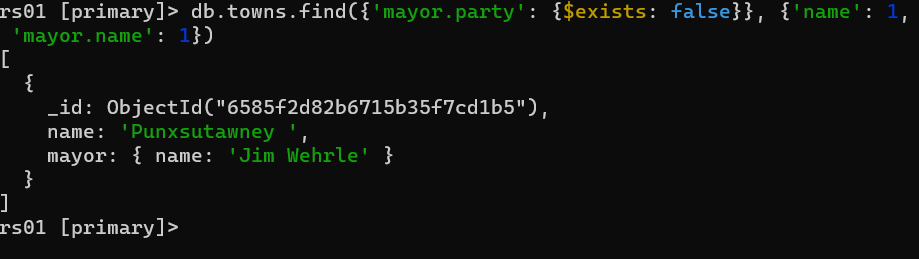 rs01 [primary]> db.towns.find({'mayor.party': {$exists: false}}, {'name': 1,
'mayor.name': 1})
[
{
_id: ObjectId("6585f2d82b6715b35f7cd1b5"),
name: 'Punxsutawney ',
mayor: { name: 'Jim Wehrle' }
}
]
rs01 [primary]>